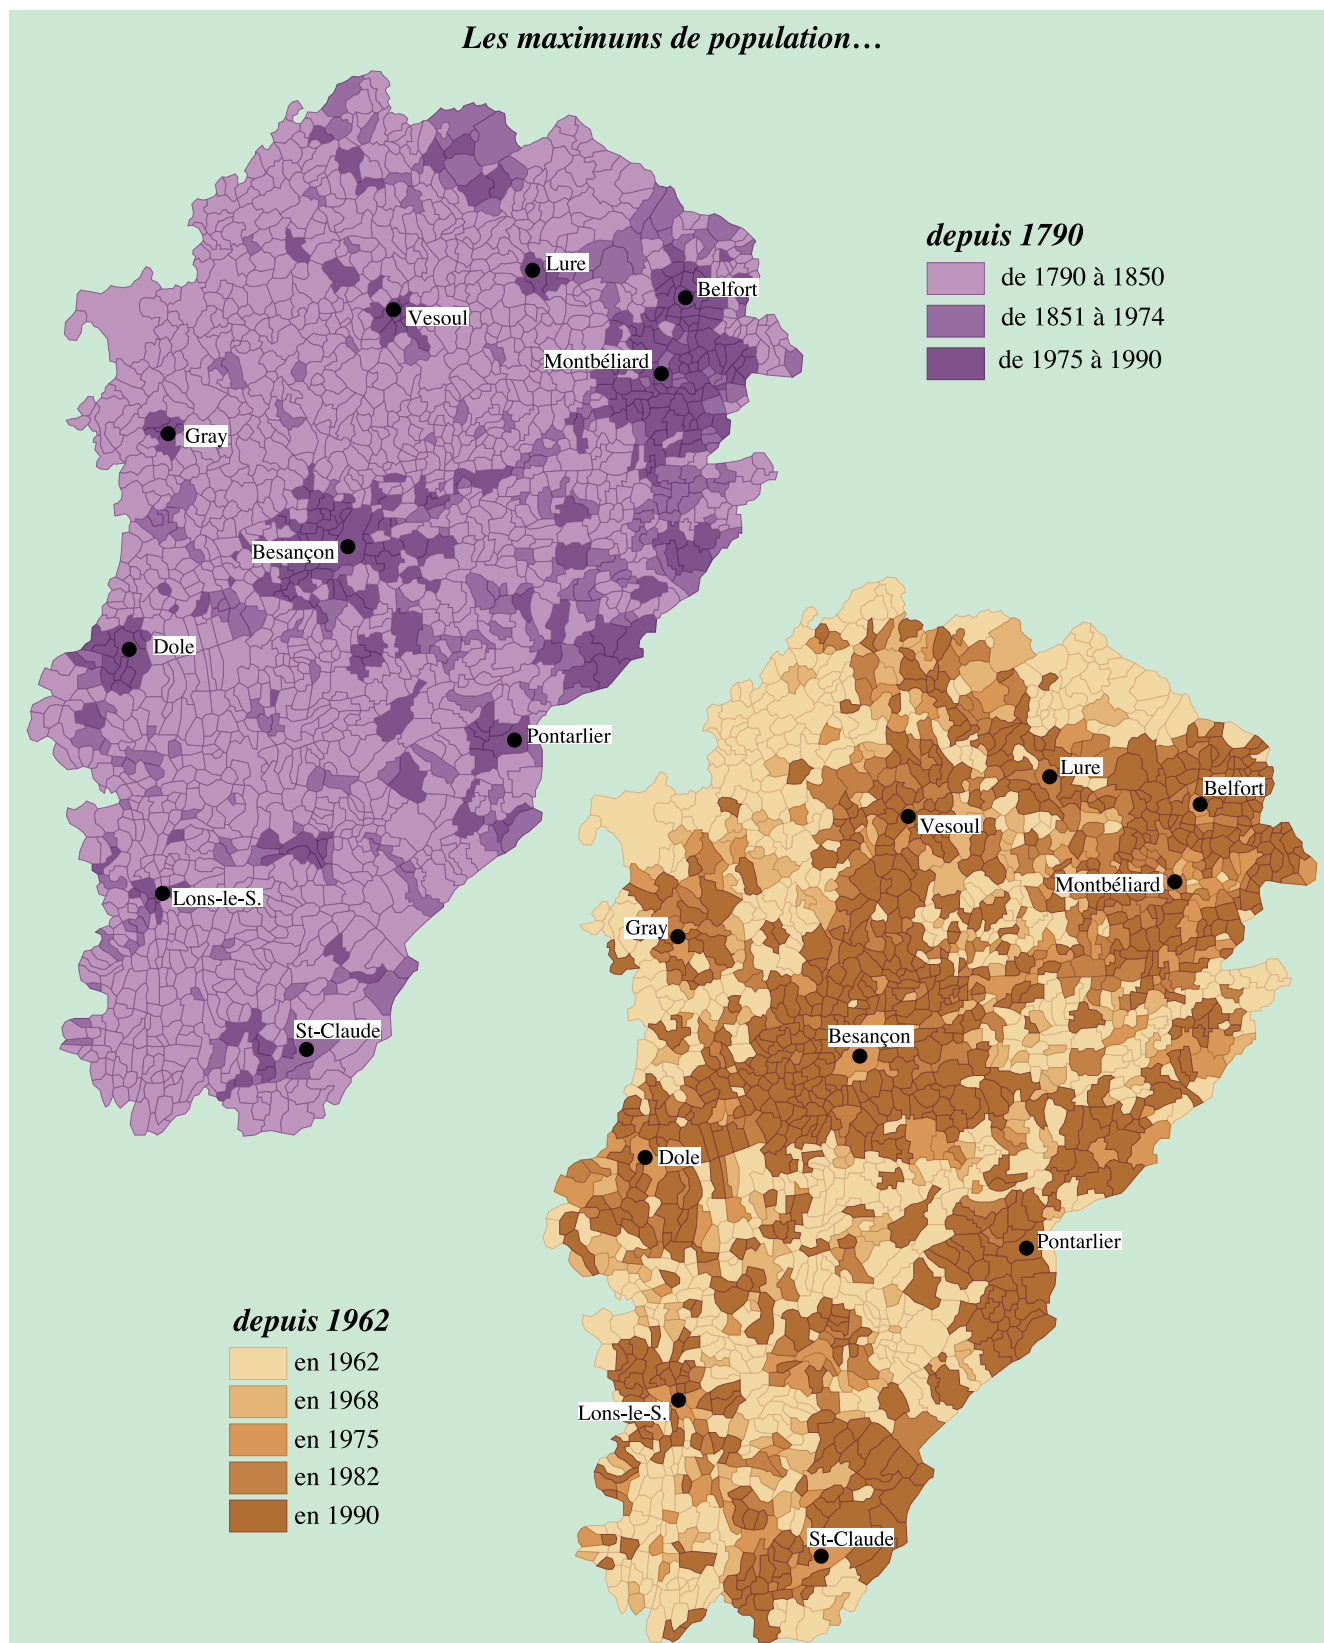 Les maximums de population…
depuis 1790
de 1790 à 1850
de 1851 à 1974
de 1975 à 1990
Lure
Belfort
Vesoul
Montbéliard
Gray
Besançon
Dole
Pontarlier
Lons-le-S.
St-Claude
Lure
Belfort
Vesoul
Montbéliard
Gray
Besançon
Dole
Pontarlier
Lons-le-S.
St-Claude
depuis 1962
en 1962
en 1968
en 1975
en 1982
en 1990